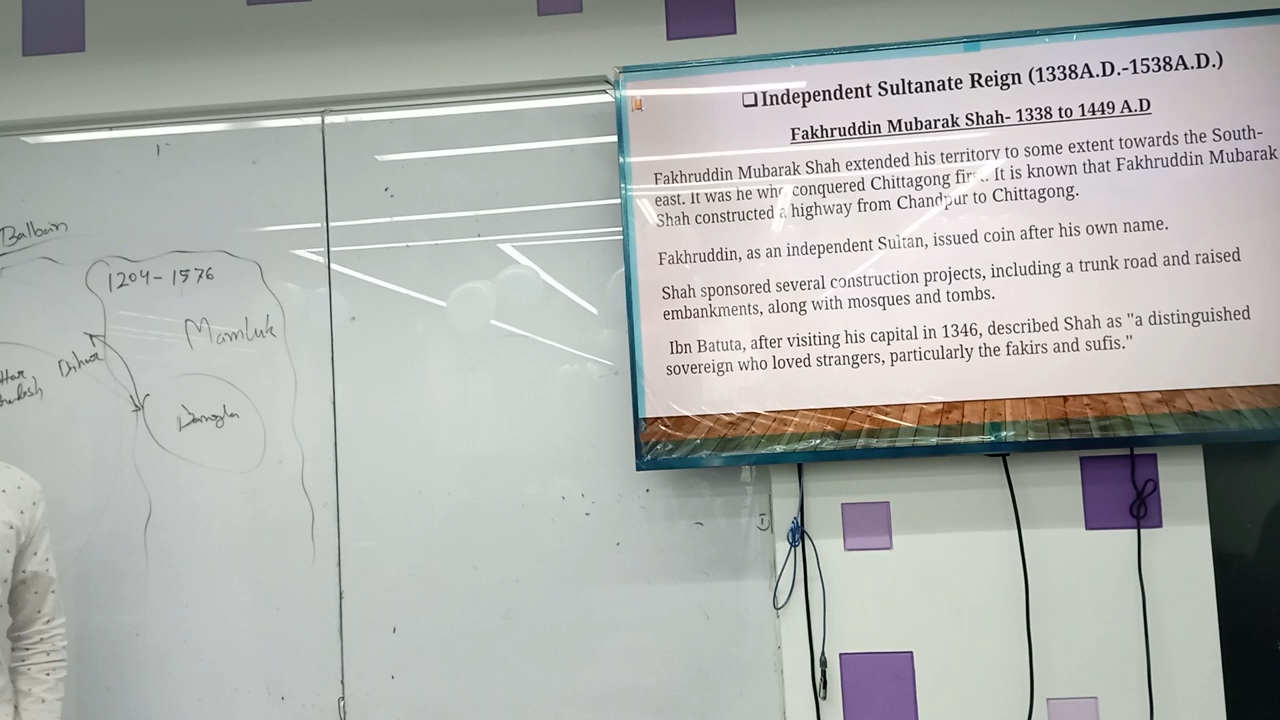 Balban
1204-1576
Mamluk
Bihar
Bangla
❑Independent Sultanate Reign (1338A.D.-1538A.D.)
Fakhruddin Mubarak Shah- 1338 to 1449 A.D
Fakhruddin Mubarak Shah extended his territory to some extent towards the South-
east. It was he who conquered Chittagong first. It is known that Fakhruddin Mubarak
Shah constructed a highway from Chandpur to Chittagong.
Fakhruddin, as an independent Sultan, issued coin after his own name.
Shah sponsored several construction projects, including a trunk road and raised
embankments, along with mosques and tombs.
Ibn Batuta, after visiting his capital in 1346, described Shah as "a distinguished
sovereign who loved strangers, particularly the fakirs and sufis."